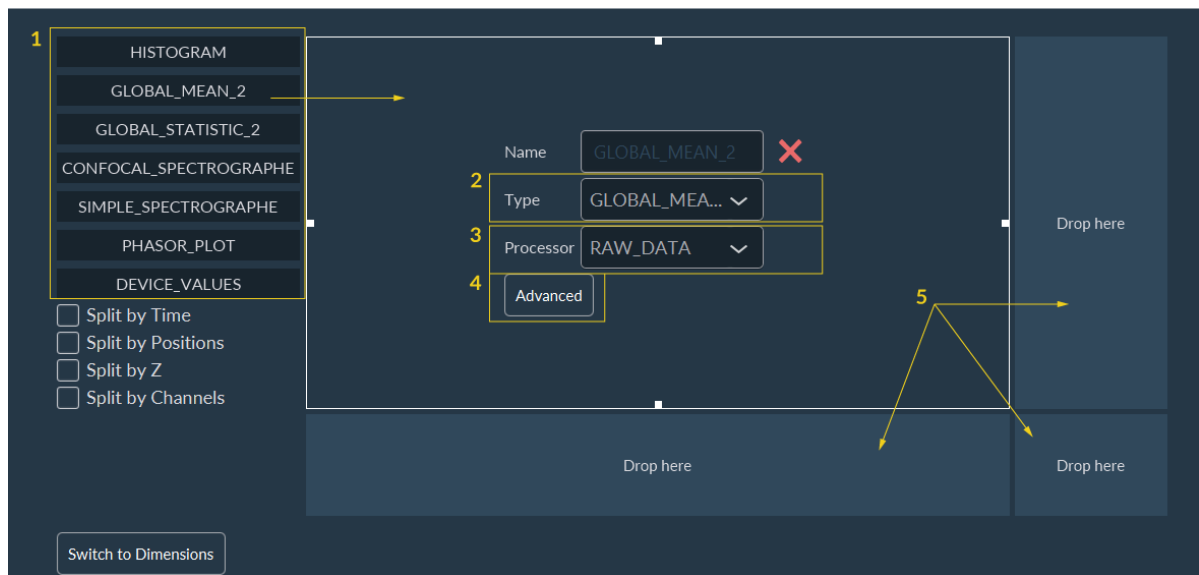 1
HISTOGRAM
GLOBAL_MEAN_2
GLOBAL_STATISTIC_2
CONFOCAL_SPECTROGRAPHE
SIMPLE_SPECTROGRAPHE
PHASOR_PLOT
DEVICE_VALUES
Split by Time
Split by Positions
Split by Z
Split by Channels
Name GLOBAL_MEAN_2
2
Type GLOBAL_MEA...
3
Processor RAW_DATA
4
Advanced
Drop here
5
Drop here
Drop here
Switch to Dimensions